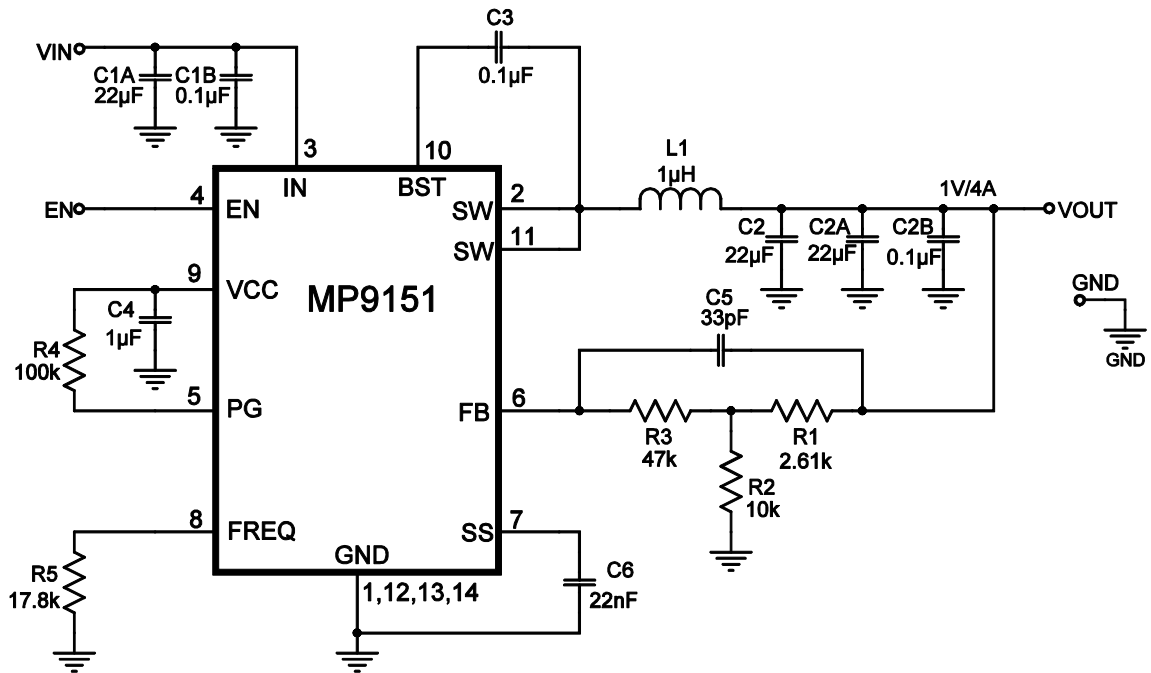 C3
0.1µF
VIN
C1A
22µF
C1B
0.1µF
3
10
IN
BST
L1
1µH
4
EN
EN
2
SW
11
SW
1V/4A
VOUT
C2
22µF
C2A
22µF
C2B
0.1µF
9
VCC
MP9151
C4
1µF
R4
100k
C5
33pF
GND
GND
5
PG
6
FB
R3
47k
R1
2.61k
R2
10k
8
FREQ
7
SS
GND
1,12,13,14
R5
17.8k
C6
22nF